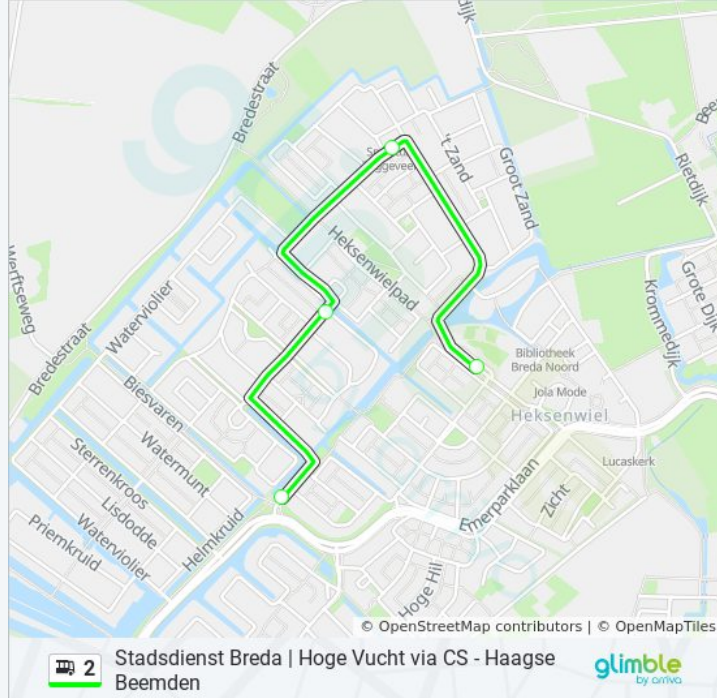 Bredestraat
Rietdijk
't Zand
Groot Zand
Rietdijk
Heksenwielpad
Werftseweg
Waterviolier
Krommedijk
Grote Dijk
Bredestraat
Bibliotheek
Breda Noord
Biesvaren
Jola Mode
Heksenwiel
Watermunt
Sterrenkroos
Lucaskerk
Emerparklaan
Zicht
Lisdodde
Helmkruid
Priemkruid
Waterviolier
Hoge Hil
© OpenStreetMap contributors | © OpenMapTiles
2
Stadsdienst Breda | Hoge Vucht via CS - Haagse
Beemden
glimble
by arriva